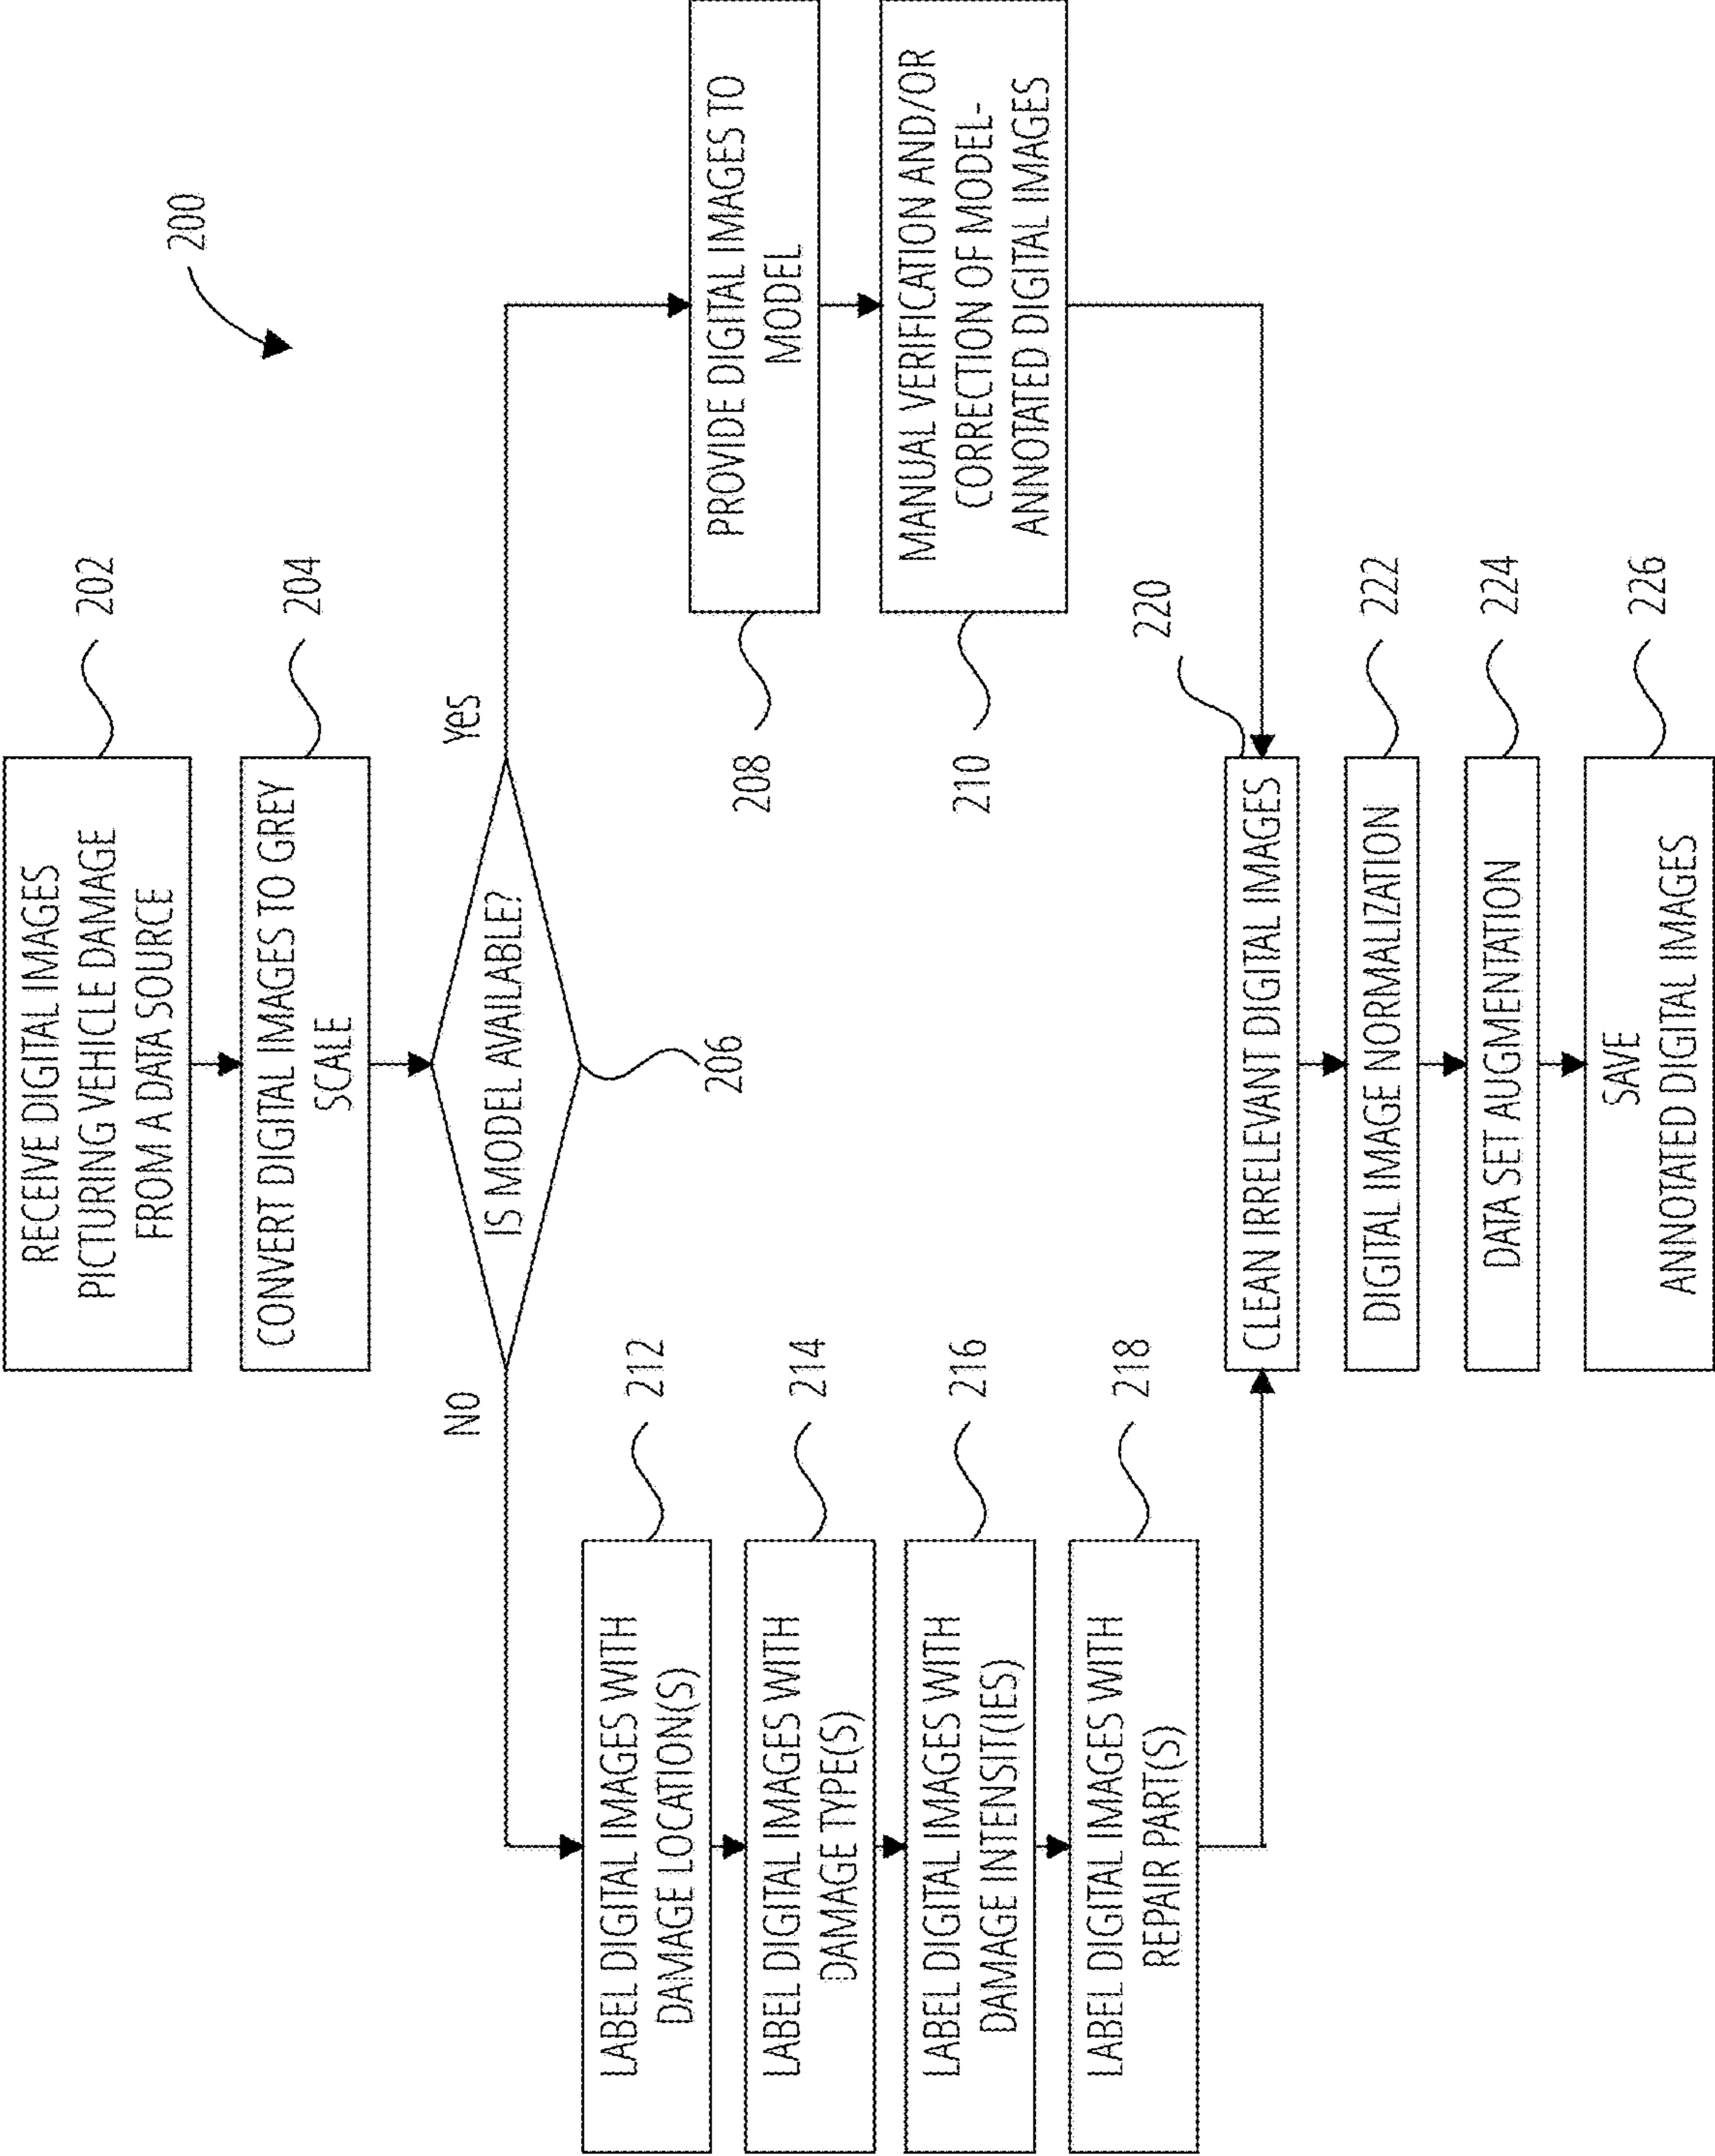 200
RECEIVE DIGITAL IMAGES
PICTURING VEHICLE DAMAGE
FROM A DATA SOURCE
202
CONVERT DIGITAL IMAGES TO GREY
SCALE
204
IS MODEL AVAILABLE?
206
NO
Yes
PROVIDE DIGITAL IMAGES TO
MODEL
208
MANUAL VERIFICATION AND/OR
CORRECTION OF MODEL-
ANNOTATED DIGITAL IMAGES
210
LABEL DIGITAL IMAGES WITH
DAMAGE LOCATION(S)
212
LABEL DIGITAL IMAGES WITH
DAMAGE TYPE(S)
214
LABEL DIGITAL IMAGES WITH
DAMAGE INTENSIT(IES)
216
LABEL DIGITAL IMAGES WITH
REPAIR PART(S)
218
CLEAN IRRELEVANT DIGITAL IMAGES
220
DIGITAL IMAGE NORMALIZATION
222
DATA SET AUGMENTATION
224
SAVE
ANNOTATED DIGITAL IMAGES
226